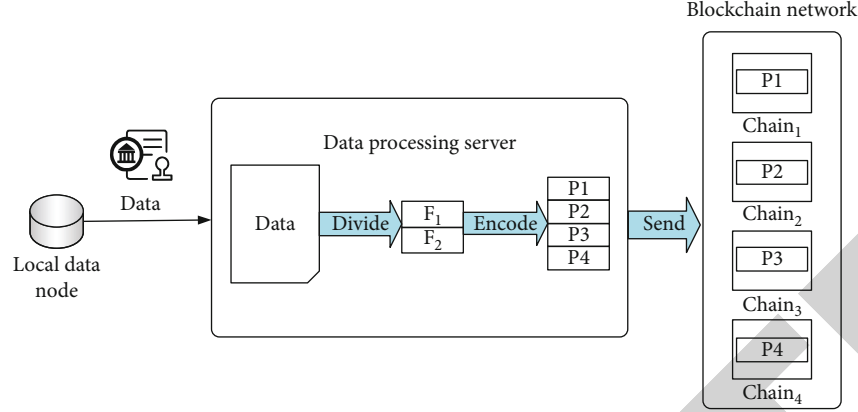 Blockchain network
P1
Chain₁
P2
Chain₂
P3
Chain₃
P4
Chain₄
Data processing server
Data
Divide
F₁
F₂
Encode
P1
P2
P3
P4
Send
Data
Local data
node